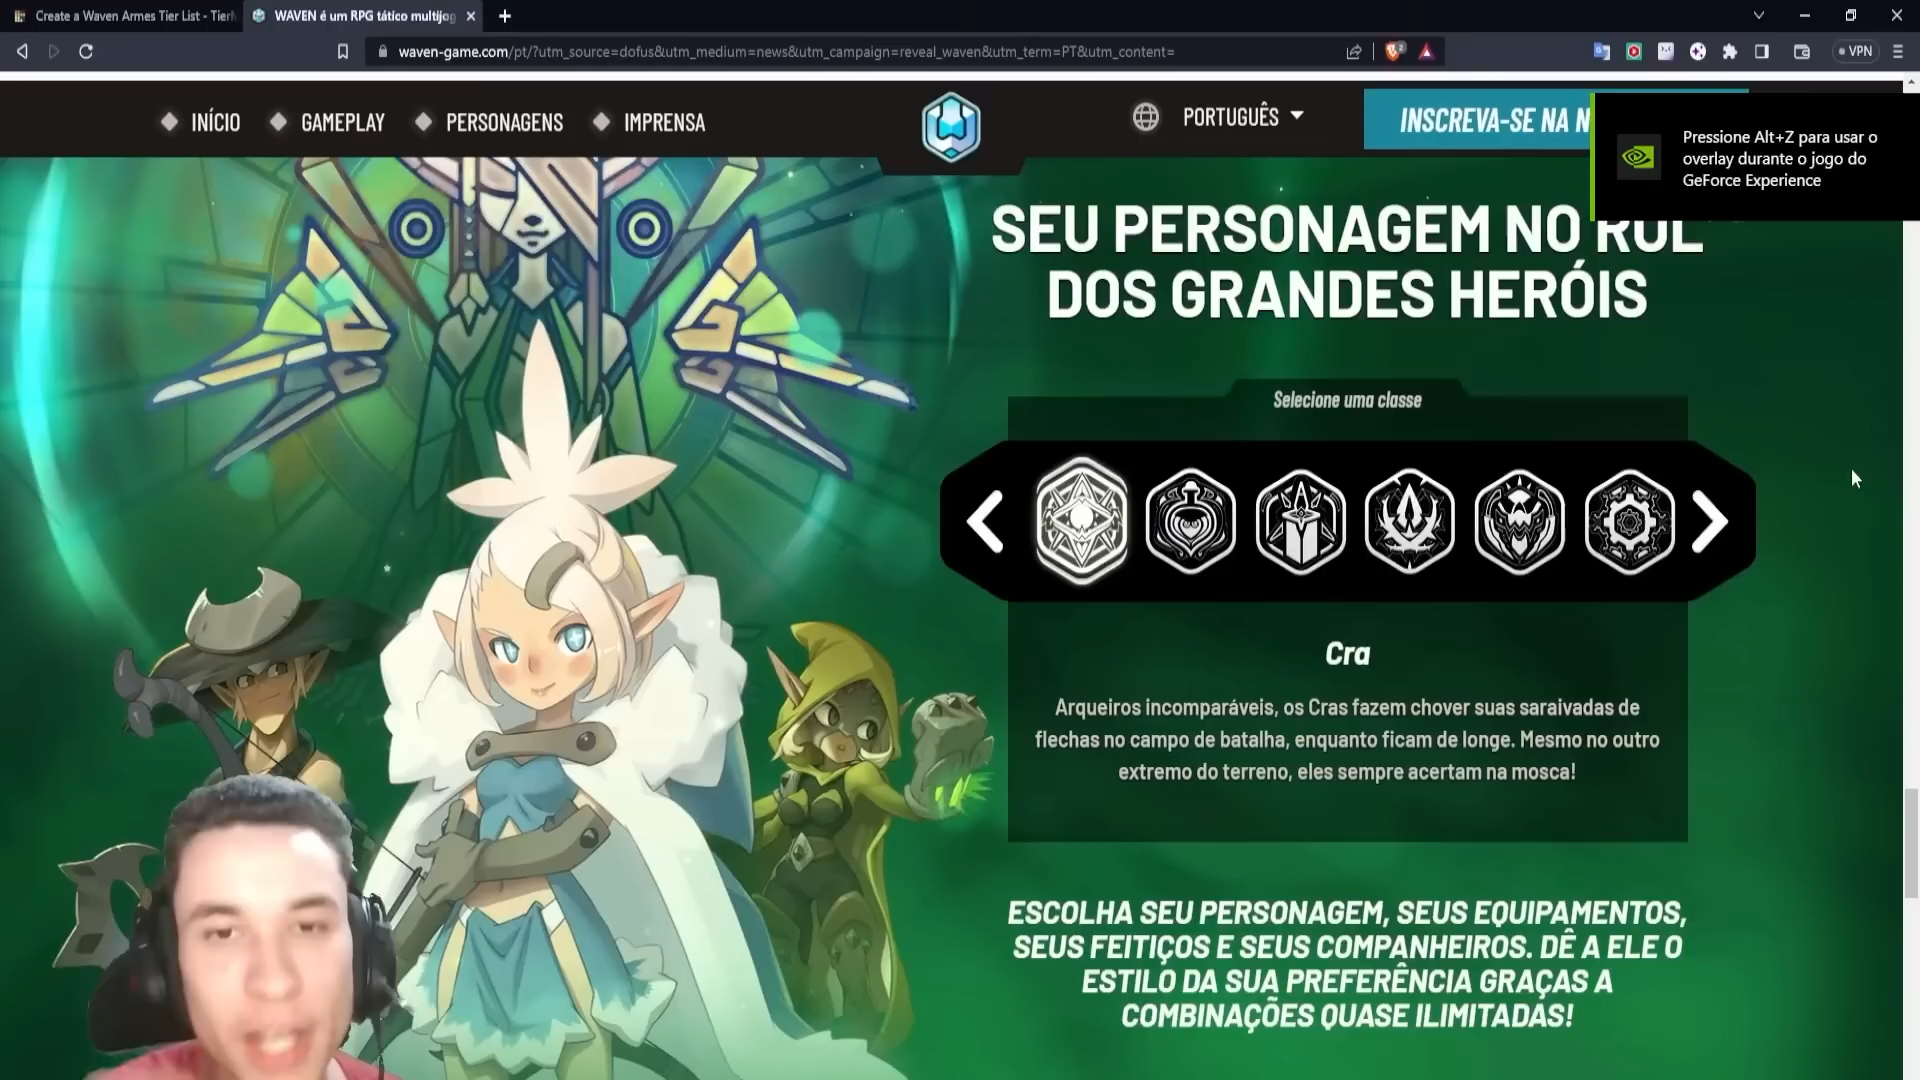 Create a Waven Armes Tier List - Tier
WAVEN é um RPG tático multijog
waven-game.com/pt/?utm_source=dofus&utm_medium=news&utm_campaign=reveal_waven&utm_term=PT&utm_content=
2
VPN
INÍCIO
GAMEPLAY
PERSONAGENS
IMPRENSA
PORTUGUÊS
INSCREVA-SE NA N
Pressione Alt+Z para usar o
overlay durante o jogo do
GeForce Experience
SEU PERSONAGEM NO ROL
DOS GRANDES HERÓIS
Selecione uma classe
Cra
Arqueiros incomparáveis, os Cras fazem chover suas saraivadas de
flechas no campo de batalha, enquanto ficam de longe. Mesmo no outro
extremo do terreno, eles sempre acertam na mosca!
ESCOLHA SEU PERSONAGEM, SEUS EQUIPAMENTOS,
SEUS FEITIÇOS E SEUS COMPANHEIROS. DÊ A ELE O
ESTILO DA SUA PREFERÊNCIA GRAÇAS A
COMBINAÇÕES QUASE ILIMITADAS!